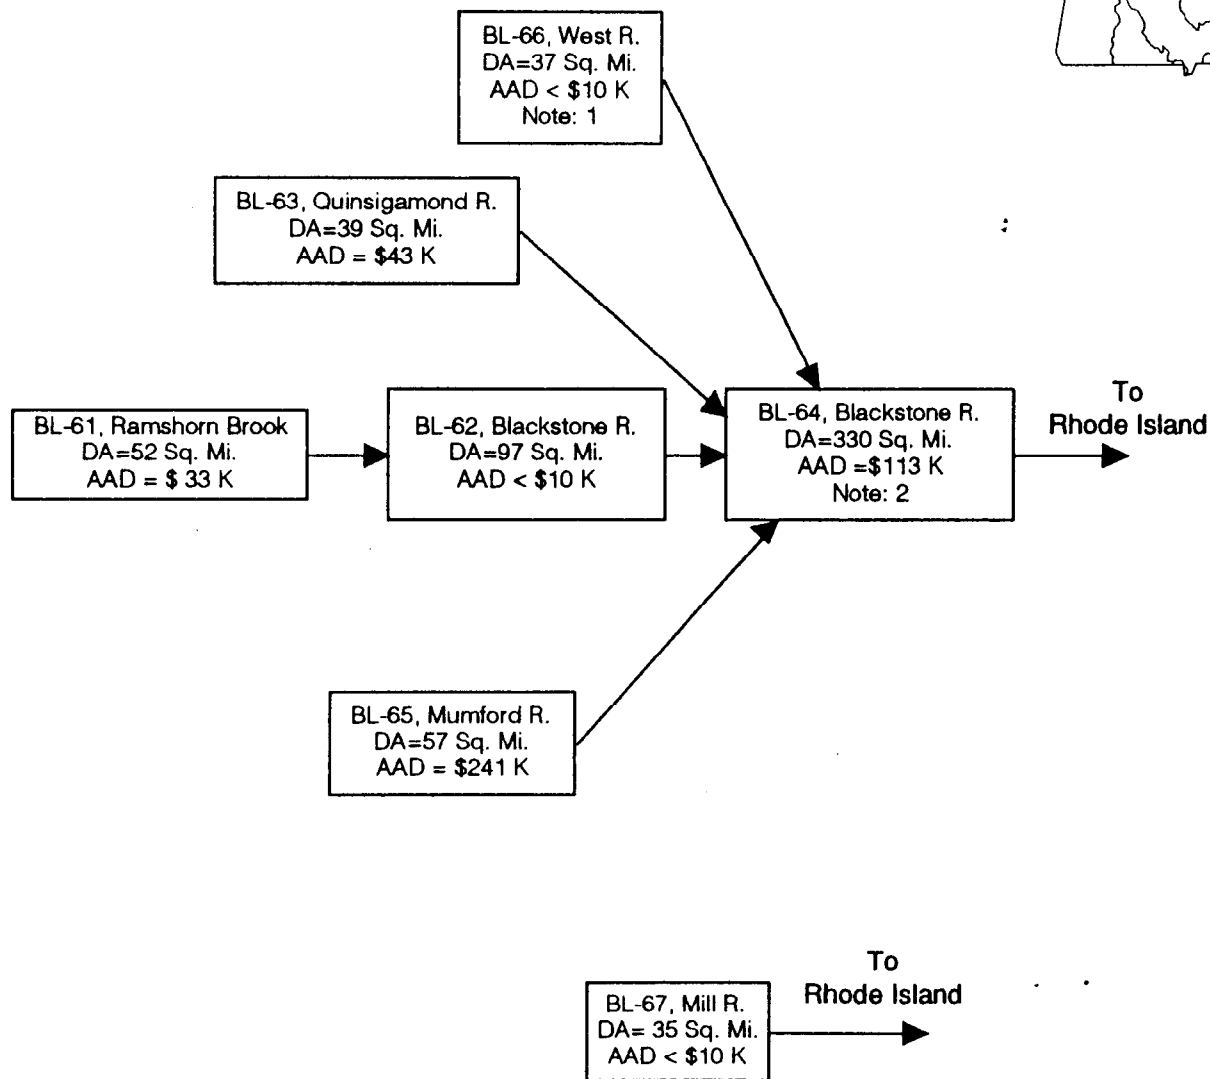 BL-66, West R.
DA=37 Sq. Mi.
AAD < $10 K
Note: 1
BL-63, Quinsigamond R.
DA=39 Sq. Mi.
AAD = $43 K
BL-61, Ramshorn Brook
DA=52 Sq. Mi.
AAD = $ 33 K
BL-62, Blackstone R.
DA=97 Sq. Mi.
AAD < $10 K
BL-64, Blackstone R.
DA=330 Sq. Mi.
AAD =$113 K
Note: 2
To
Rhode Island
BL-65, Mumford R.
DA=57 Sq. Mi.
AAD = $241 K
BL-67, Mill R.
DA= 35 Sq. Mi.
AAD < $10 K
To
Rhode Island